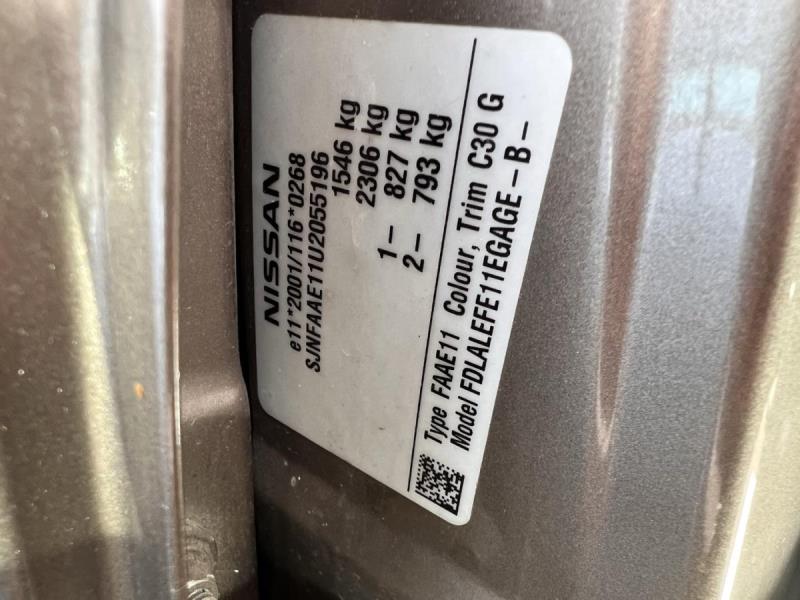 NISSAN
e11*2001/116*0268
SJNFAAE11U2055196
1546 kg
2306 kg
1– 827 kg
2– 793 kg
Type FAAE11 Colour, Trim C30 G
Model FDLALEFE11EGAGE – B –